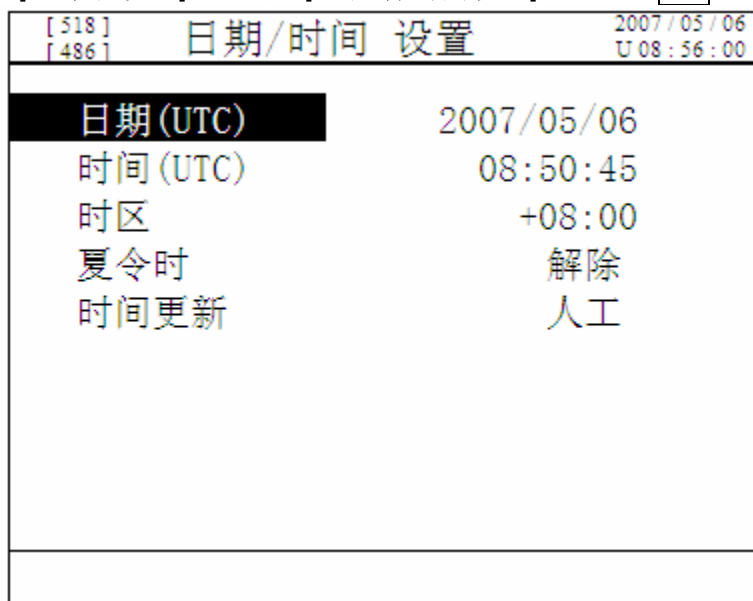 [518]
[486]
日期/时间 设置
2007/05/06
U 08:56:00
日期(UTC) 2007/05/06
时间(UTC) 08:50:45
时区 +08:00
夏令时 解除
时间更新 人工